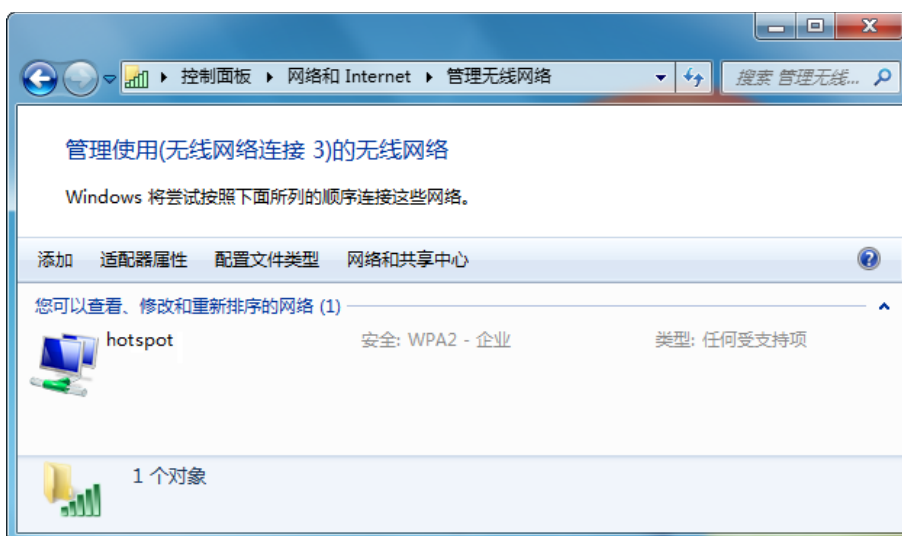 控制面板 ▸ 网络和 Internet ▸ 管理无线网络
搜索 管理无线...
管理使用(无线网络连接 3)的无线网络
Windows 将尝试按照下面所列的顺序连接这些网络。
添加 适配器属性 配置文件类型 网络和共享中心
您可以查看、修改和重新排序的网络 (1)
hotspot 安全: WPA2 - 企业 类型: 任何受支持项
1 个对象